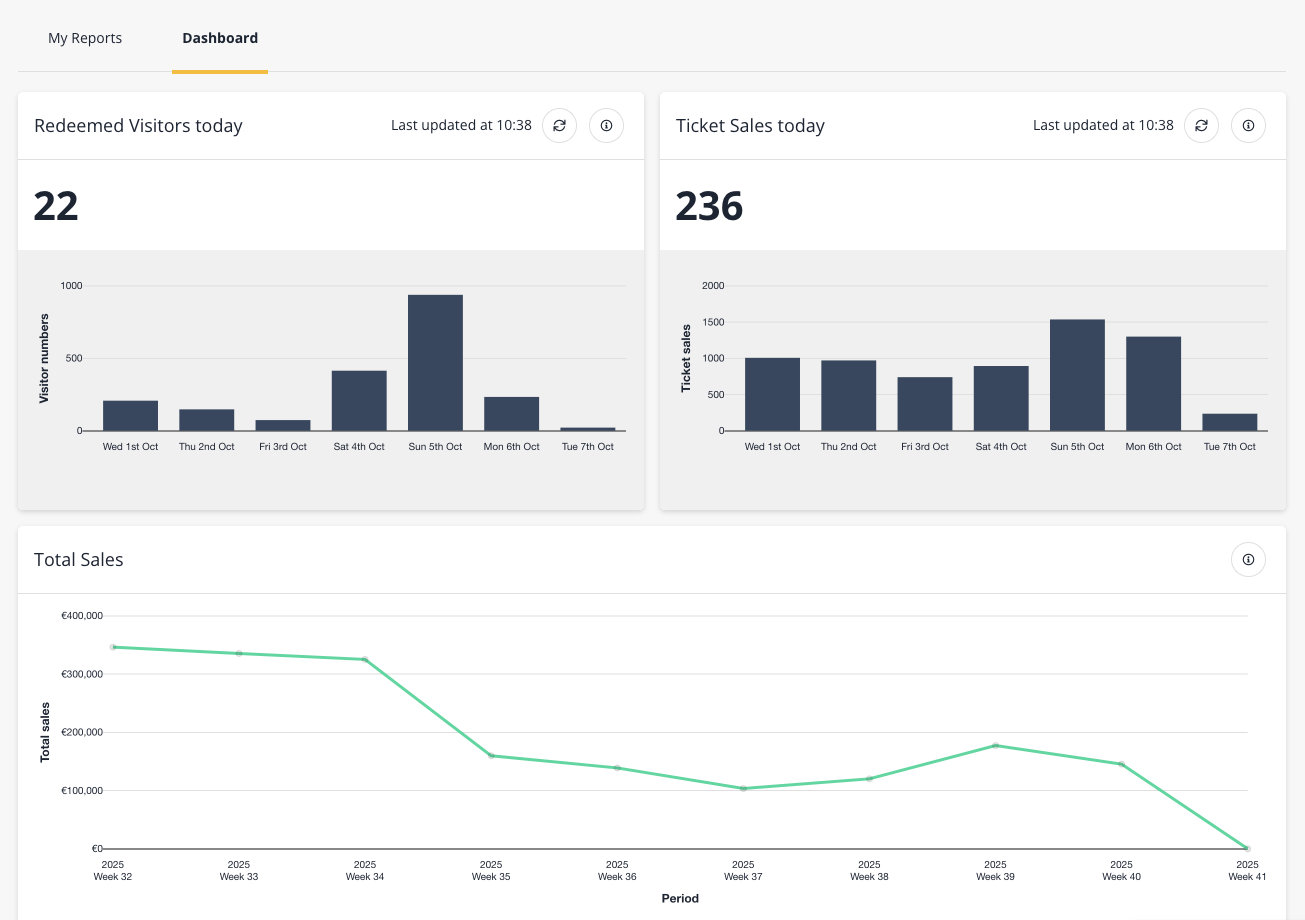 My Reports
Dashboard
Redeemed Visitors today
Last updated at 10:38
22
Visitor numbers
1000
500
0
Wed 1st Oct
Thu 2nd Oct
Fri 3rd Oct
Sat 4th Oct
Sun 5th Oct
Mon 6th Oct
Tue 7th Oct
Ticket Sales today
Last updated at 10:38
236
Ticket sales
2000
1500
1000
500
0
Wed 1st Oct
Thu 2nd Oct
Fri 3rd Oct
Sat 4th Oct
Sun 5th Oct
Mon 6th Oct
Tue 7th Oct
Total Sales
Total sales
€400,000
€300,000
€200,000
€100,000
€0
2025
Week 32
2025
Week 33
2025
Week 34
2025
Week 35
2025
Week 36
2025
Week 37
2025
Week 38
2025
Week 39
2025
Week 40
2025
Week 41
Period